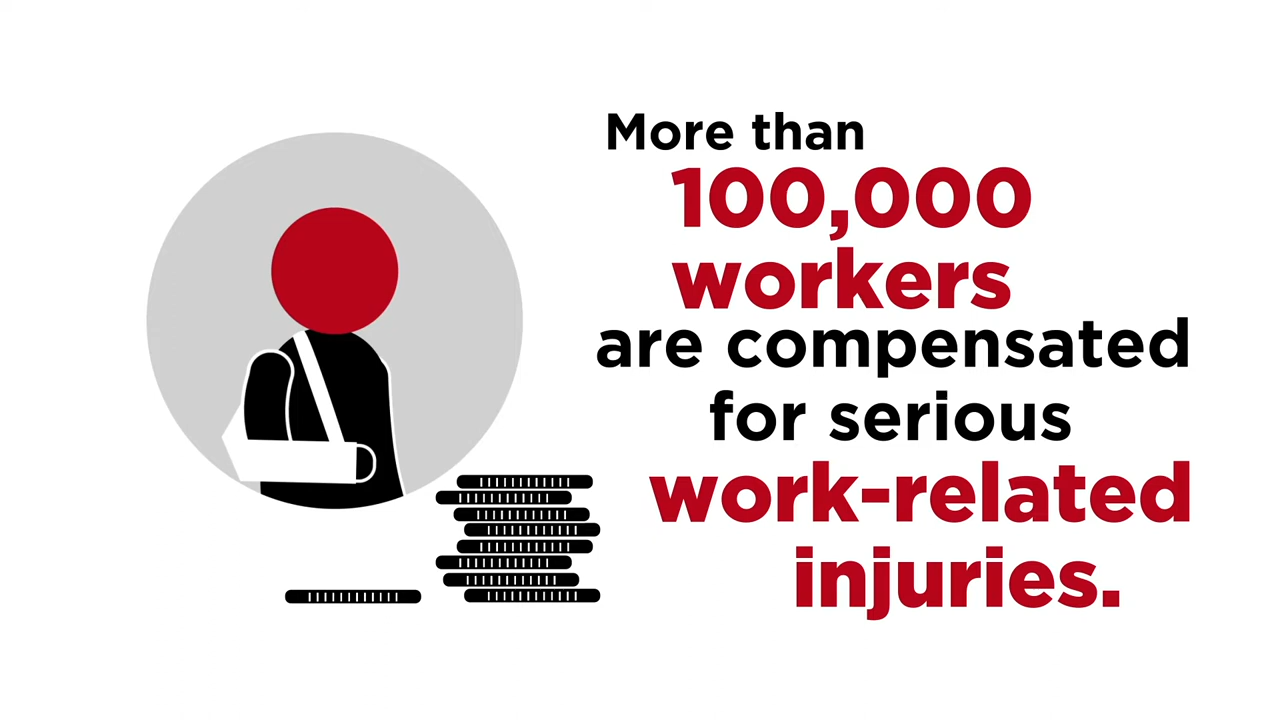 More than
100,000
workers
are compensated
for serious
work-related
injuries.